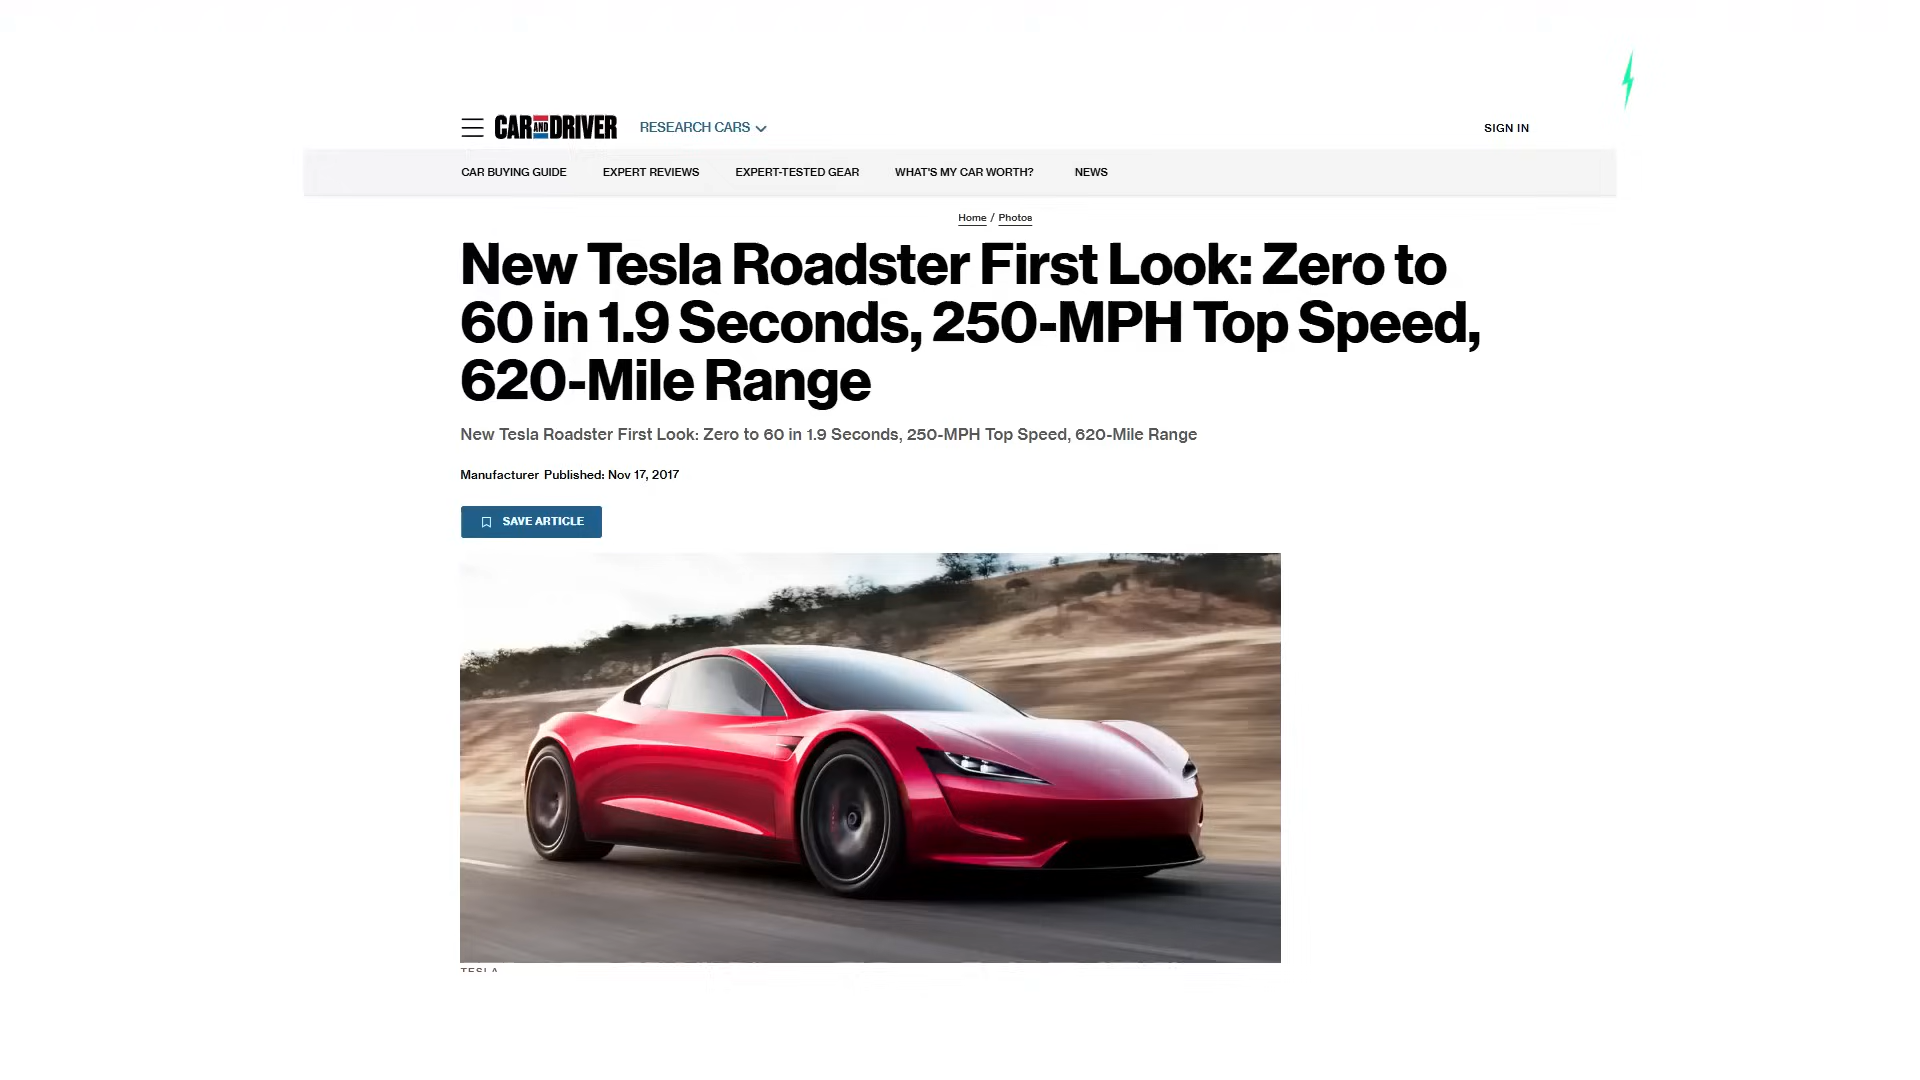 CAR AND DRIVER
RESEARCH CARS
SIGN IN
CAR BUYING GUIDE
EXPERT REVIEWS
EXPERT-TESTED GEAR
WHAT'S MY CAR WORTH?
NEWS
Home / Photos
New Tesla Roadster First Look: Zero to
60 in 1.9 Seconds, 250-MPH Top Speed,
620-Mile Range
New Tesla Roadster First Look: Zero to 60 in 1.9 Seconds, 250-MPH Top Speed, 620-Mile Range
Manufacturer Published: Nov 17, 2017
SAVE ARTICLE
TESLA